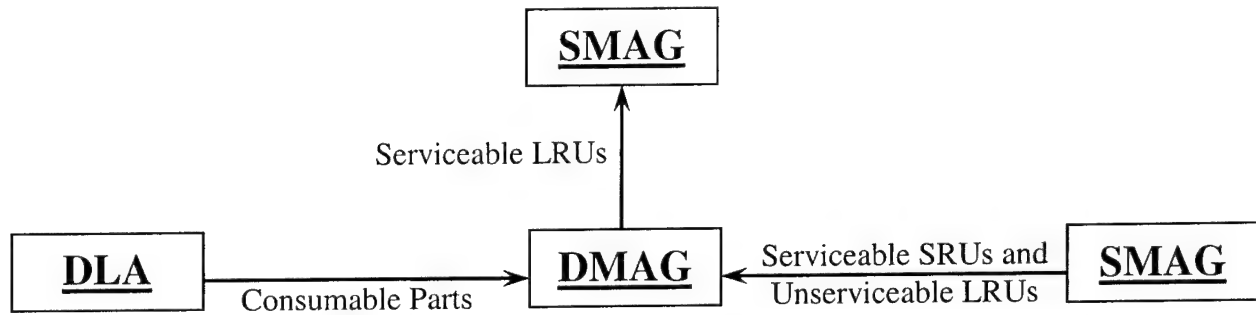 SMAG
Serviceable LRUs
DLA
Consumable Parts
DMAG
Serviceable SRUs and
Unserviceable LRUs
SMAG